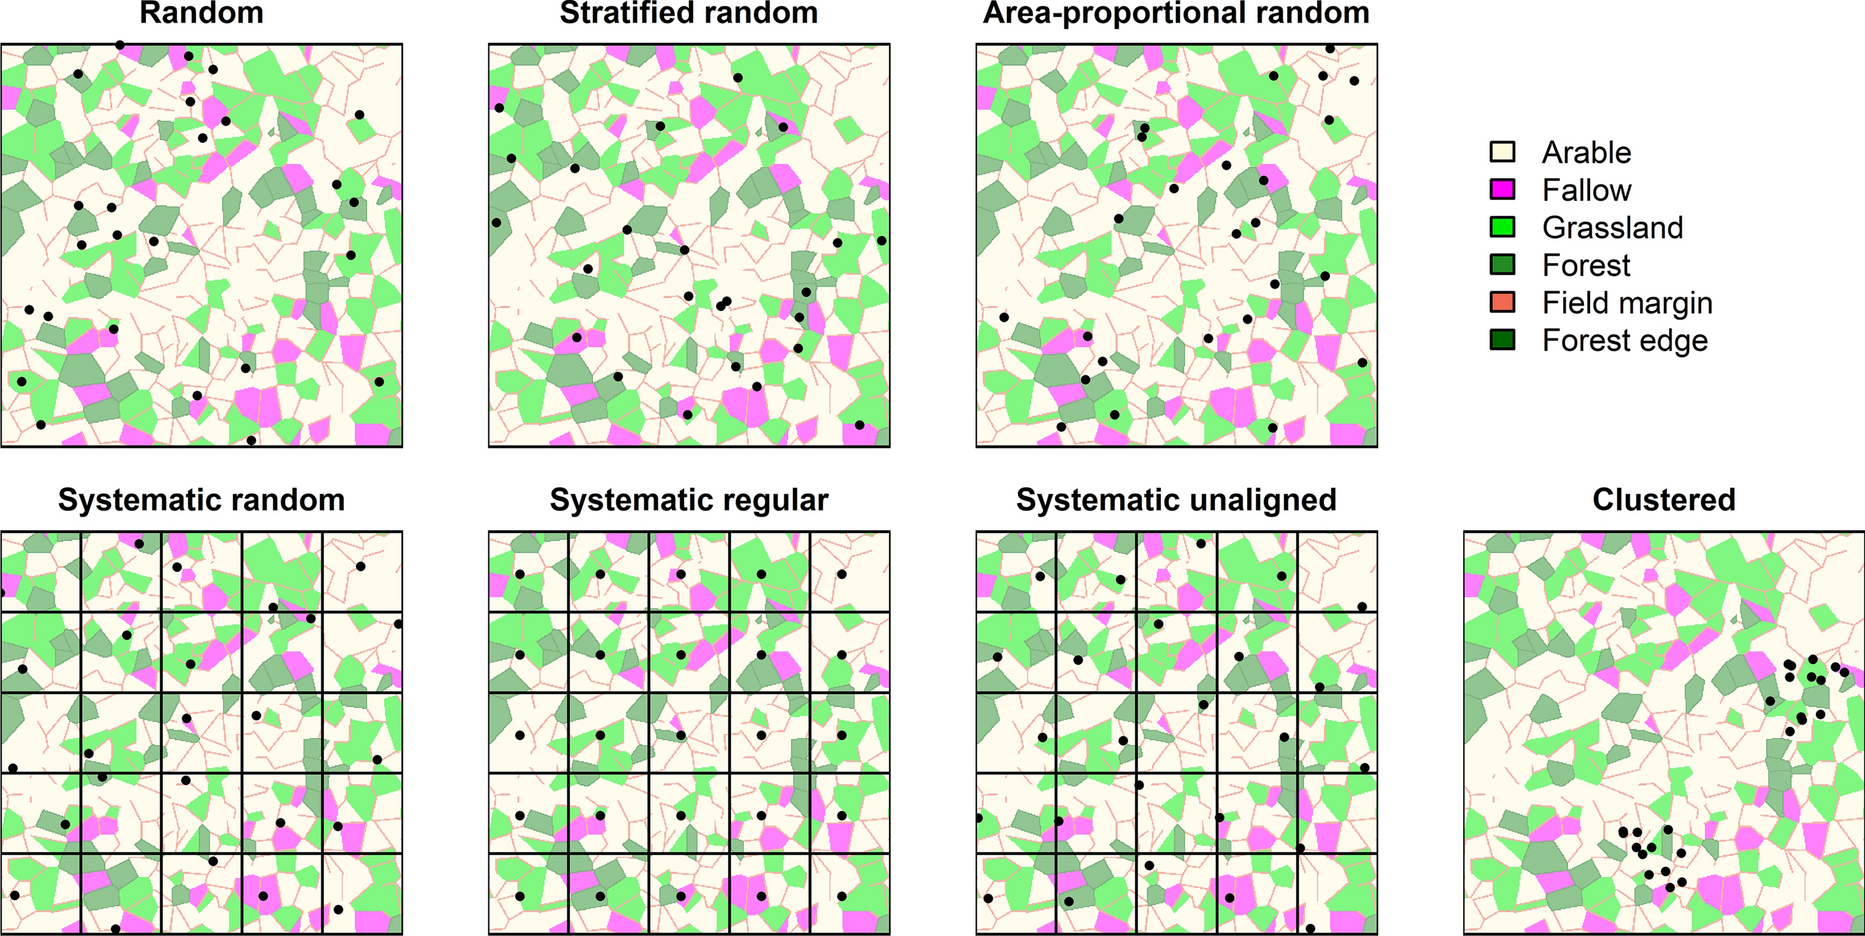 Random
Stratified random
Area-proportional random
Arable
Fallow
Grassland
Forest
Field margin
Forest edge
Systematic random
Systematic regular
Systematic unaligned
Clustered